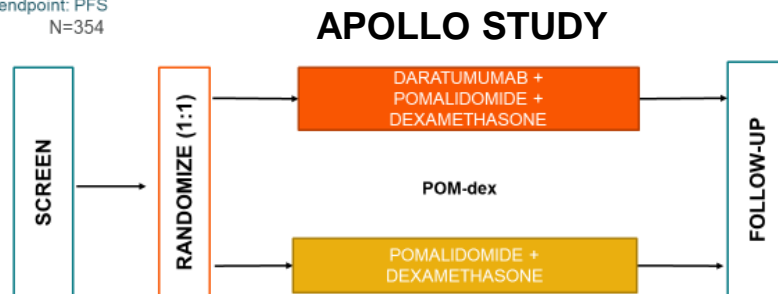 endpoint: PFS
N=354
APOLLO STUDY
SCREEN
RANDOMIZE (1:1)
DARATUMUMAB +
POMALIDOMIDE +
DEXAMETHASONE
POM-dex
POMALIDOMIDE +
DEXAMETHASONE
FOLLOW-UP